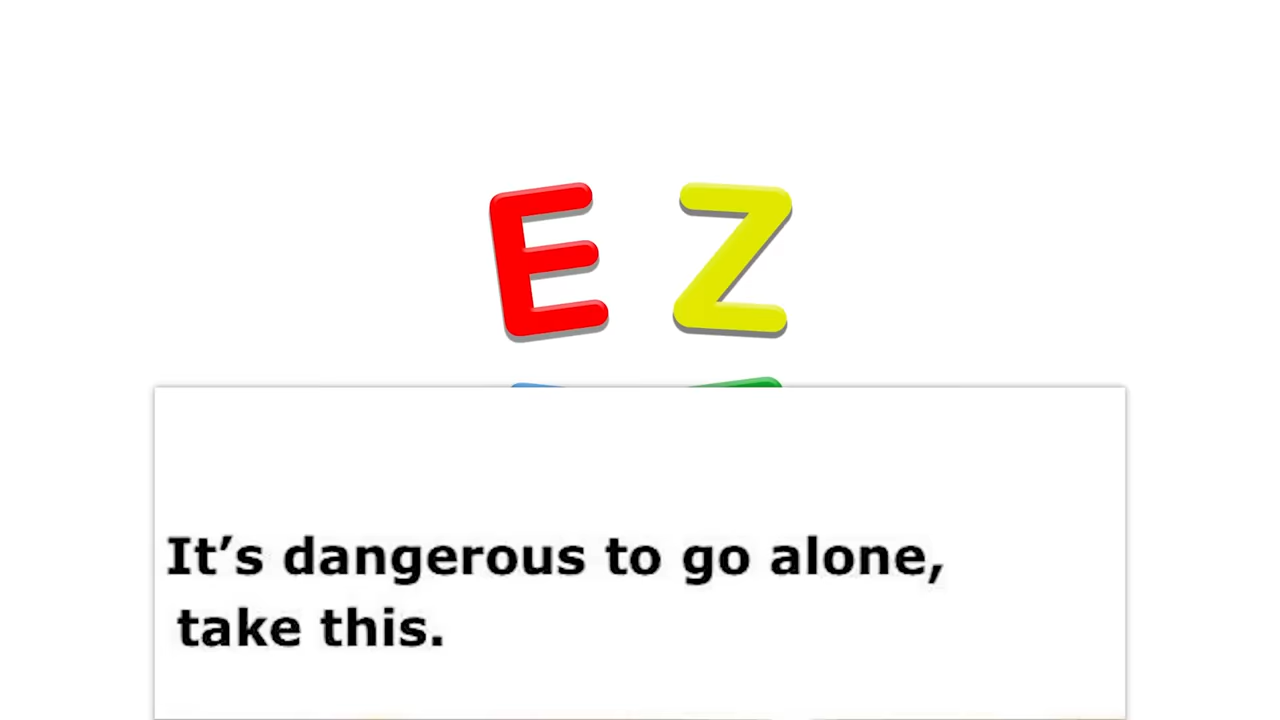 E Z
It’s dangerous to go alone,
take this.